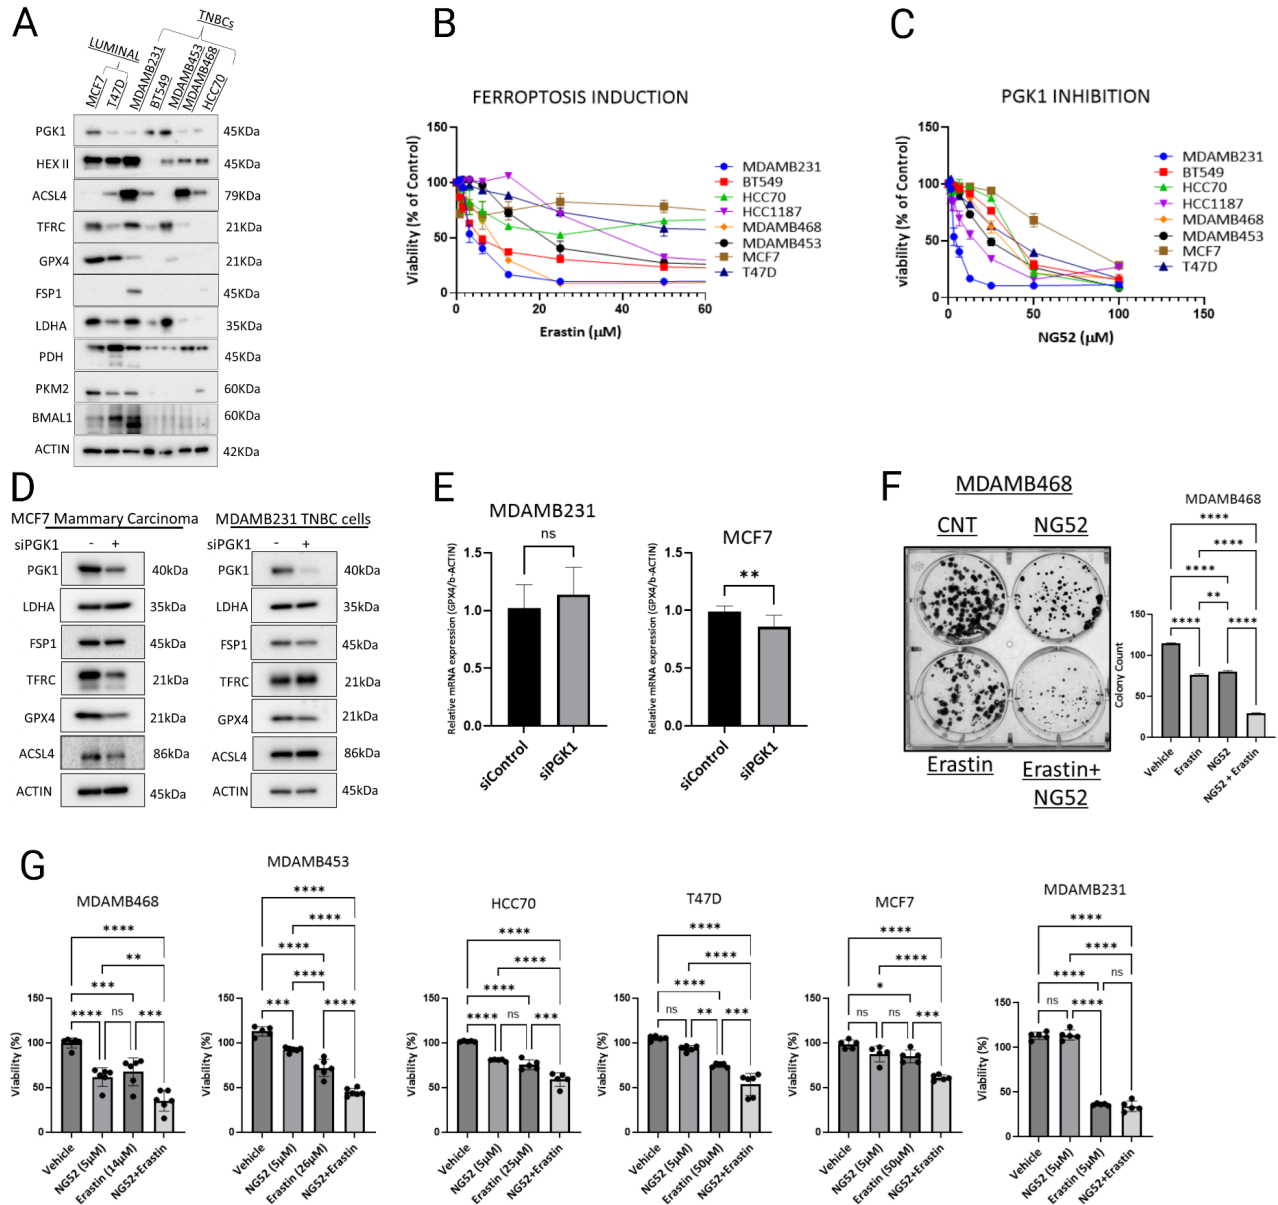 A
TNBCs
LUMINAL
MCF7
T47D
MDAMB231
BT549
MDAMB453
MDAMB468
HCC70
PGK1 45KDa
HEX II 45KDa
ACSL4 79KDa
TFRC 21KDa
GPX4 21KDa
FSP1 45KDa
LDHA 35KDa
PDH 45KDa
PKM2 60KDa
BMAL1 60KDa
ACTIN 42KDa
B
FERROPTOSIS INDUCTION
Viability (% of Control)
150
100
50
0
0 20 40 60
Erastin (µM)
MDAMB231
BT549
HCC70
HCC1187
MDAMB468
MDAMB453
MCF7
T47D
C
PGK1 INHIBITION
viability (% of Control)
150
100
50
0
0 50 100 150
NG52 (µM)
MDAMB231
BT549
HCC70
HCC1187
MDAMB468
MDAMB453
MCF7
T47D
D
MCF7 Mammary Carcinoma
siPGK1 - +
PGK1 40kDa
LDHA 35kDa
FSP1 45kDa
TFRC 21kDa
GPX4 21kDa
ACSL4 86kDa
ACTIN 45kDa
MDAMB231 TNBC cells
siPGK1 - +
PGK1 40kDa
LDHA 35kDa
FSP1 45kDa
TFRC 21kDa
GPX4 21kDa
ACSL4 86kDa
ACTIN 45kDa
E
MDAMB231
Relative mRNA expression (GPX4/b-ACTIN)
1.5
1.0
0.5
0.0
ns
siControl
siPGK1
MCF7
Relative mRNA expression (GPX4/b-ACTIN)
1.5
1.0
0.5
0.0
**
siControl
siPGK1
F
MDAMB468
CNT NG52
Erastin Erastin+
NG52
MDAMB468
****
****
****
**
**** ****
Colony Count
150
100
50
0
Vehicle
Erastin
NG52
NG52 + Erastin
G
MDAMB468
****
**
***
**** ns ***
Viability (%)
150
100
50
0
Vehicle
NG52 (5µM)
Erastin (14µM)
NG52+Erastin
MDAMB453
****
****
****
****
*** ****
Viability (%)
150
100
50
0
Vehicle
NG52 (5µM)
Erastin (26µM)
NG52+Erastin
HCC70
****
****
****
**** ns ***
Viability (%)
150
100
50
0
Vehicle
NG52 (5µM)
Erastin (25µM)
NG52+Erastin
T47D
****
****
****
ns ** ***
Viability (%)
150
100
50
0
Vehicle
NG52 (5µM)
Erastin (50µM)
NG52+Erastin
MCF7
****
****
*
ns ns ***
Viability (%)
150
100
50
0
Vehicle
NG52 (5µM)
Erastin (50µM)
NG52+Erastin
MDAMB231
****
****
**** ns
ns ****
Viability (%)
150
100
50
0
Vehicle
NG52 (5µM)
Erastin (5µM)
NG52+Erastin